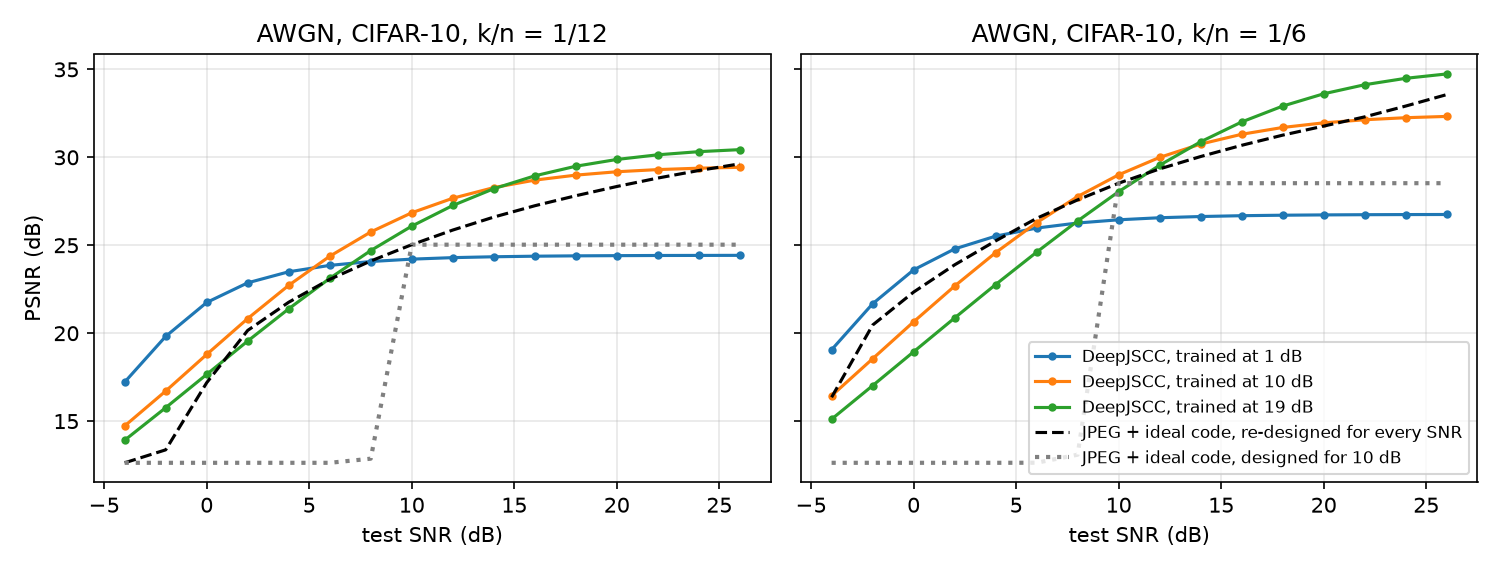 AWGN, CIFAR-10, k/n = 1/12
AWGN, CIFAR-10, k/n = 1/6
PSNR (dB)
35
30
25
20
15
−5 0 5 10 15 20 25
test SNR (dB)
−5 0 5 10 15 20 25
test SNR (dB)
DeepJSCC, trained at 1 dB
DeepJSCC, trained at 10 dB
DeepJSCC, trained at 19 dB
JPEG + ideal code, re-designed for every SNR
JPEG + ideal code, designed for 10 dB